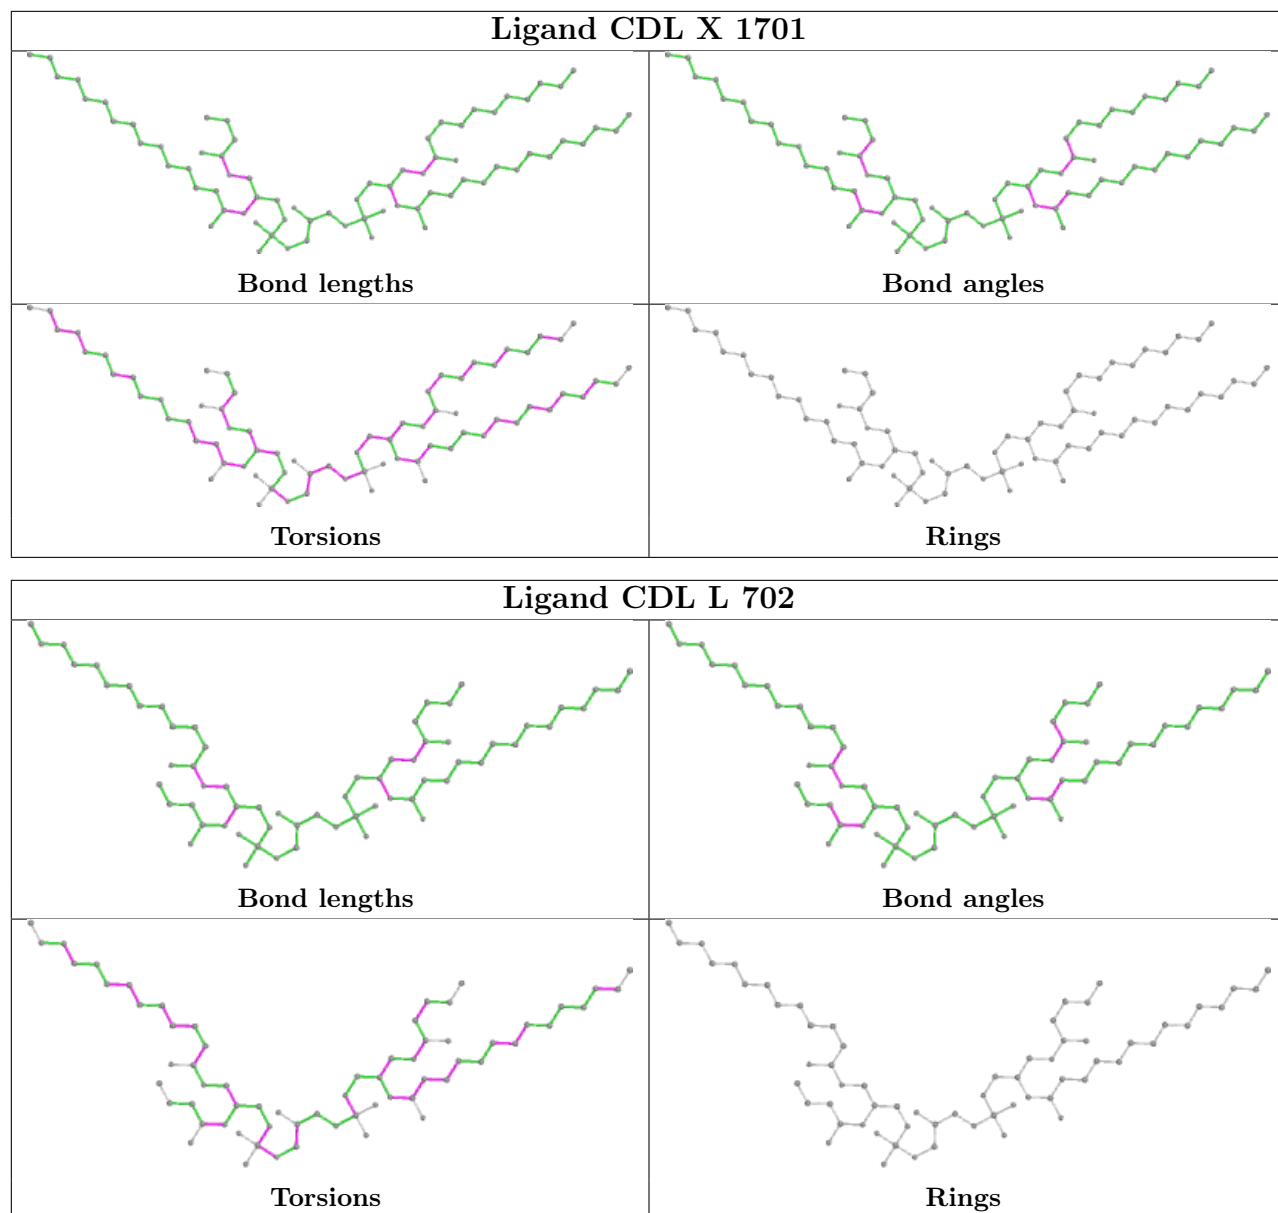 Ligand CDL X 1701
Bond lengths
Bond angles
Torsions
Rings
Ligand CDL L 702
Bond lengths
Bond angles
Torsions
Rings